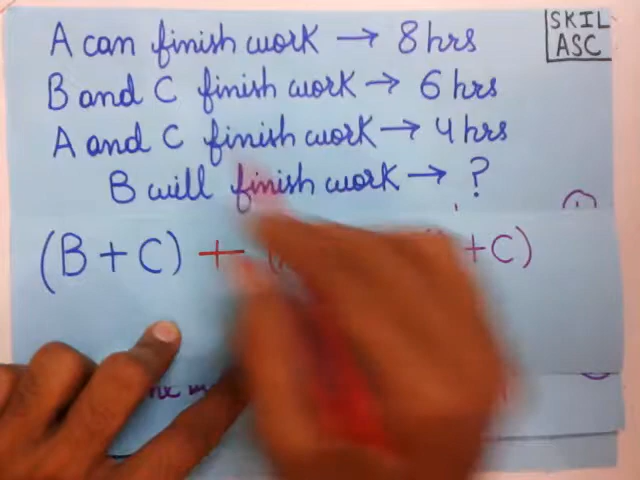 A can finish work → 8 hrs
SKIL
ASC
B and C finish work → 6 hrs
A and C finish work → 4 hrs
B will finish work → ?
(B + C) + ( + C)